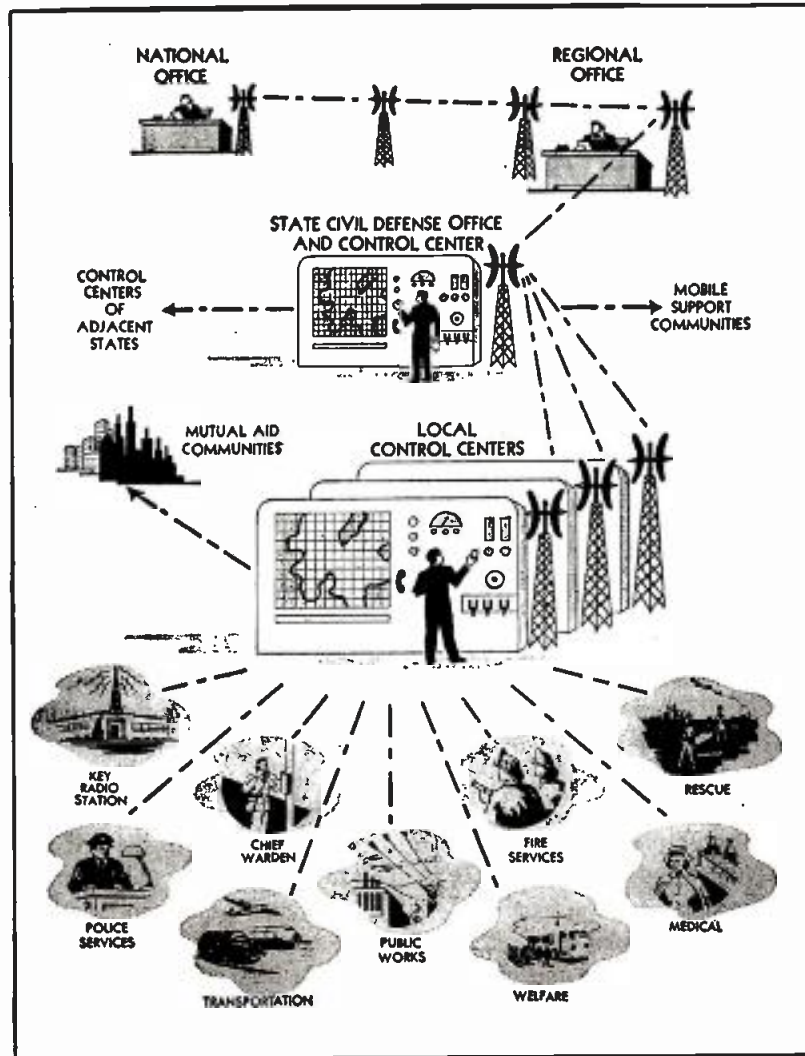 NATIONAL
OFFICE
REGIONAL
OFFICE
STATE CIVIL DEFENSE OFFICE
AND CONTROL CENTER
CONTROL
CENTERS
OF
ADJACENT
STATES
MOBILE
SUPPORT
COMMUNITIES
MUTUAL AID
COMMUNITIES
LOCAL
CONTROL CENTERS
KEY
RADIO
STATION
CHIEF
WARDEN
FIRE
SERVICES
RESCUE
POLICE
SERVICES
TRANSPORTATION
PUBLIC
WORKS
WELFARE
MEDICAL